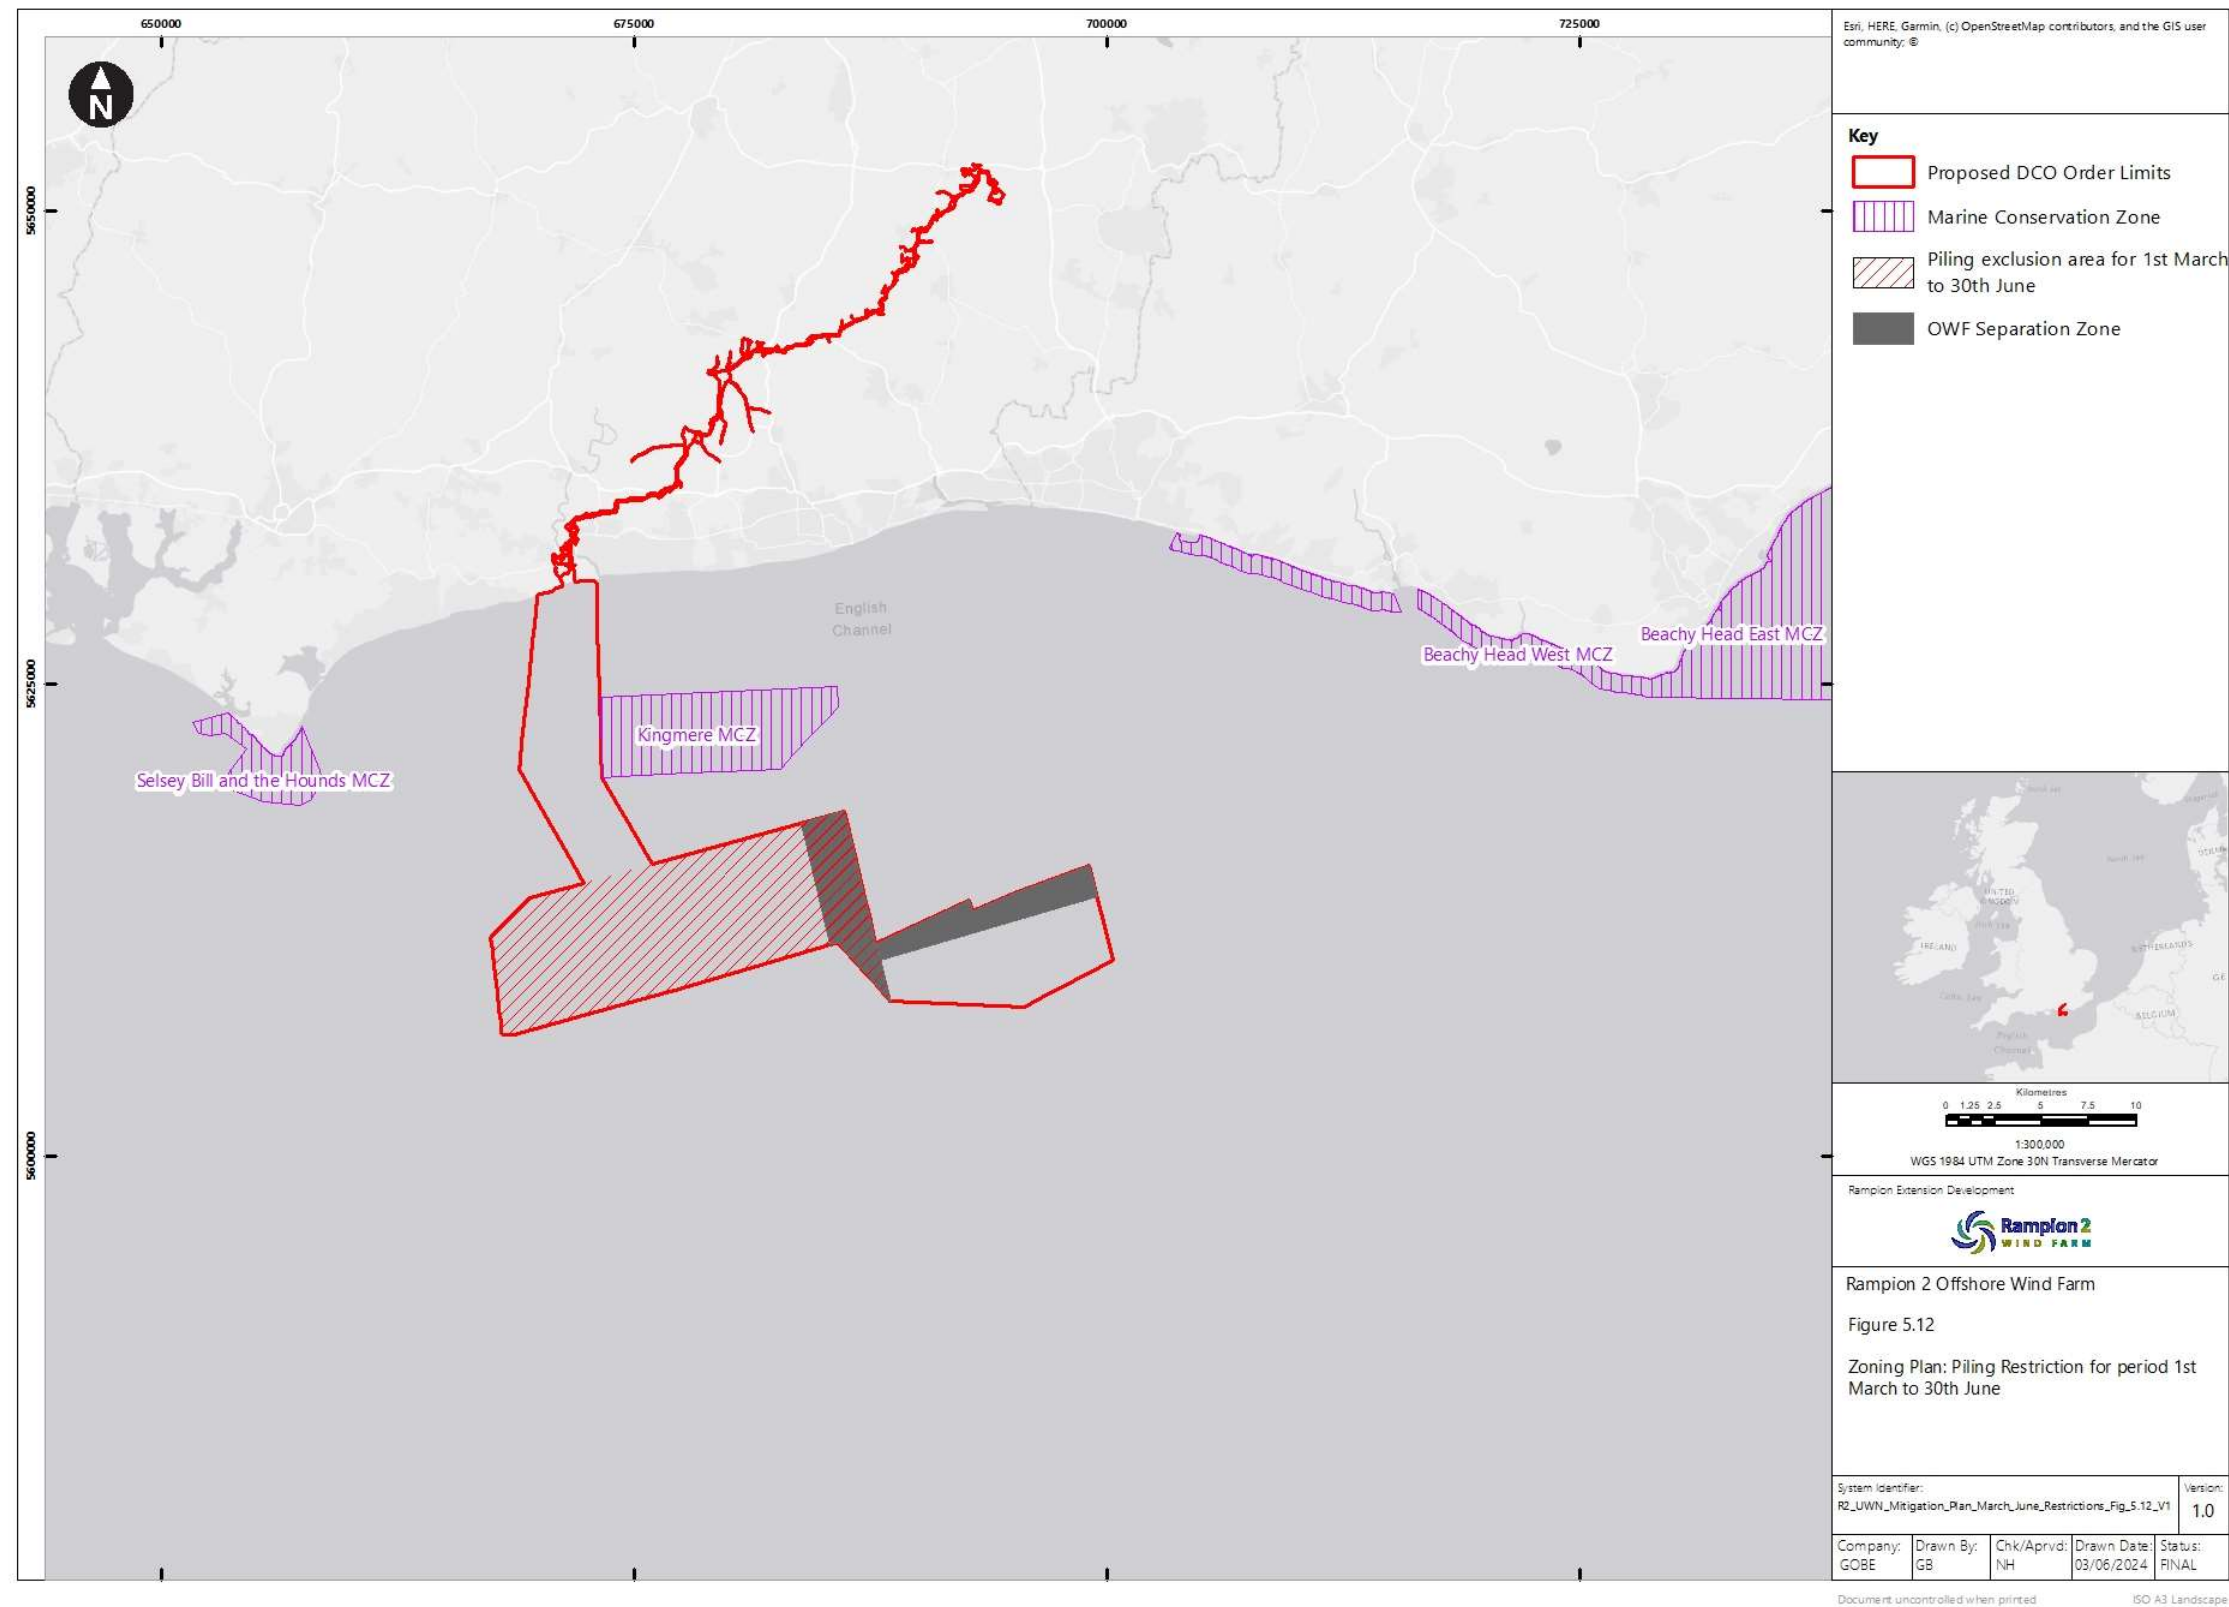 650000
675000
700000
725000
5650000
5625000
5600000
N
English
Channel
Kingmere MCZ
Selsey Bill and the Hounds MCZ
Beachy Head West MCZ
Beachy Head East MCZ
Esri, HERE, Garmin, (c) OpenStreetMap contributors, and the GIS user
community; ©
Key
Proposed DCO Order Limits
Marine Conservation Zone
Piling exclusion area for 1st March
to 30th June
OWF Separation Zone
IRELAND
NETHERLANDS
BELGIUM
English
Channel
Kilometres
0 1.25 2.5 5 7.5 10
1:300,000
WGS 1984 UTM Zone 30N Transverse Mercator
Rampion Extension Development
Rampion 2
WIND FARM
Rampion 2 Offshore Wind Farm
Figure 5.12
Zoning Plan: Piling Restriction for period 1st
March to 30th June
System Identifier:
R2_UWN_Mitigation_Plan_March_June_Restrictions_Fig_5.12_V1
Version:
1.0
Company:
GOBE
Drawn By:
GB
Chk/Aprvd:
NH
Drawn Date:
03/06/2024
Status:
FINAL
Document uncontrolled when printed
ISO A3 Landscape